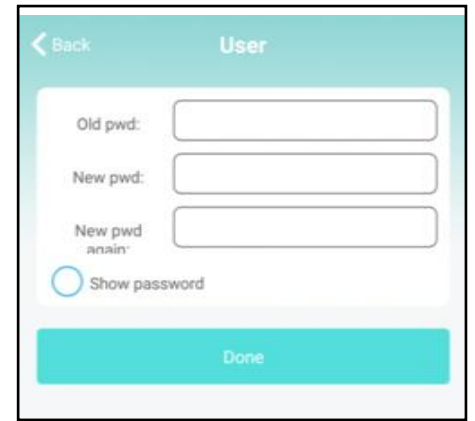 Back
User
Old pwd:
New pwd:
New pwd
again:
Show password
Done